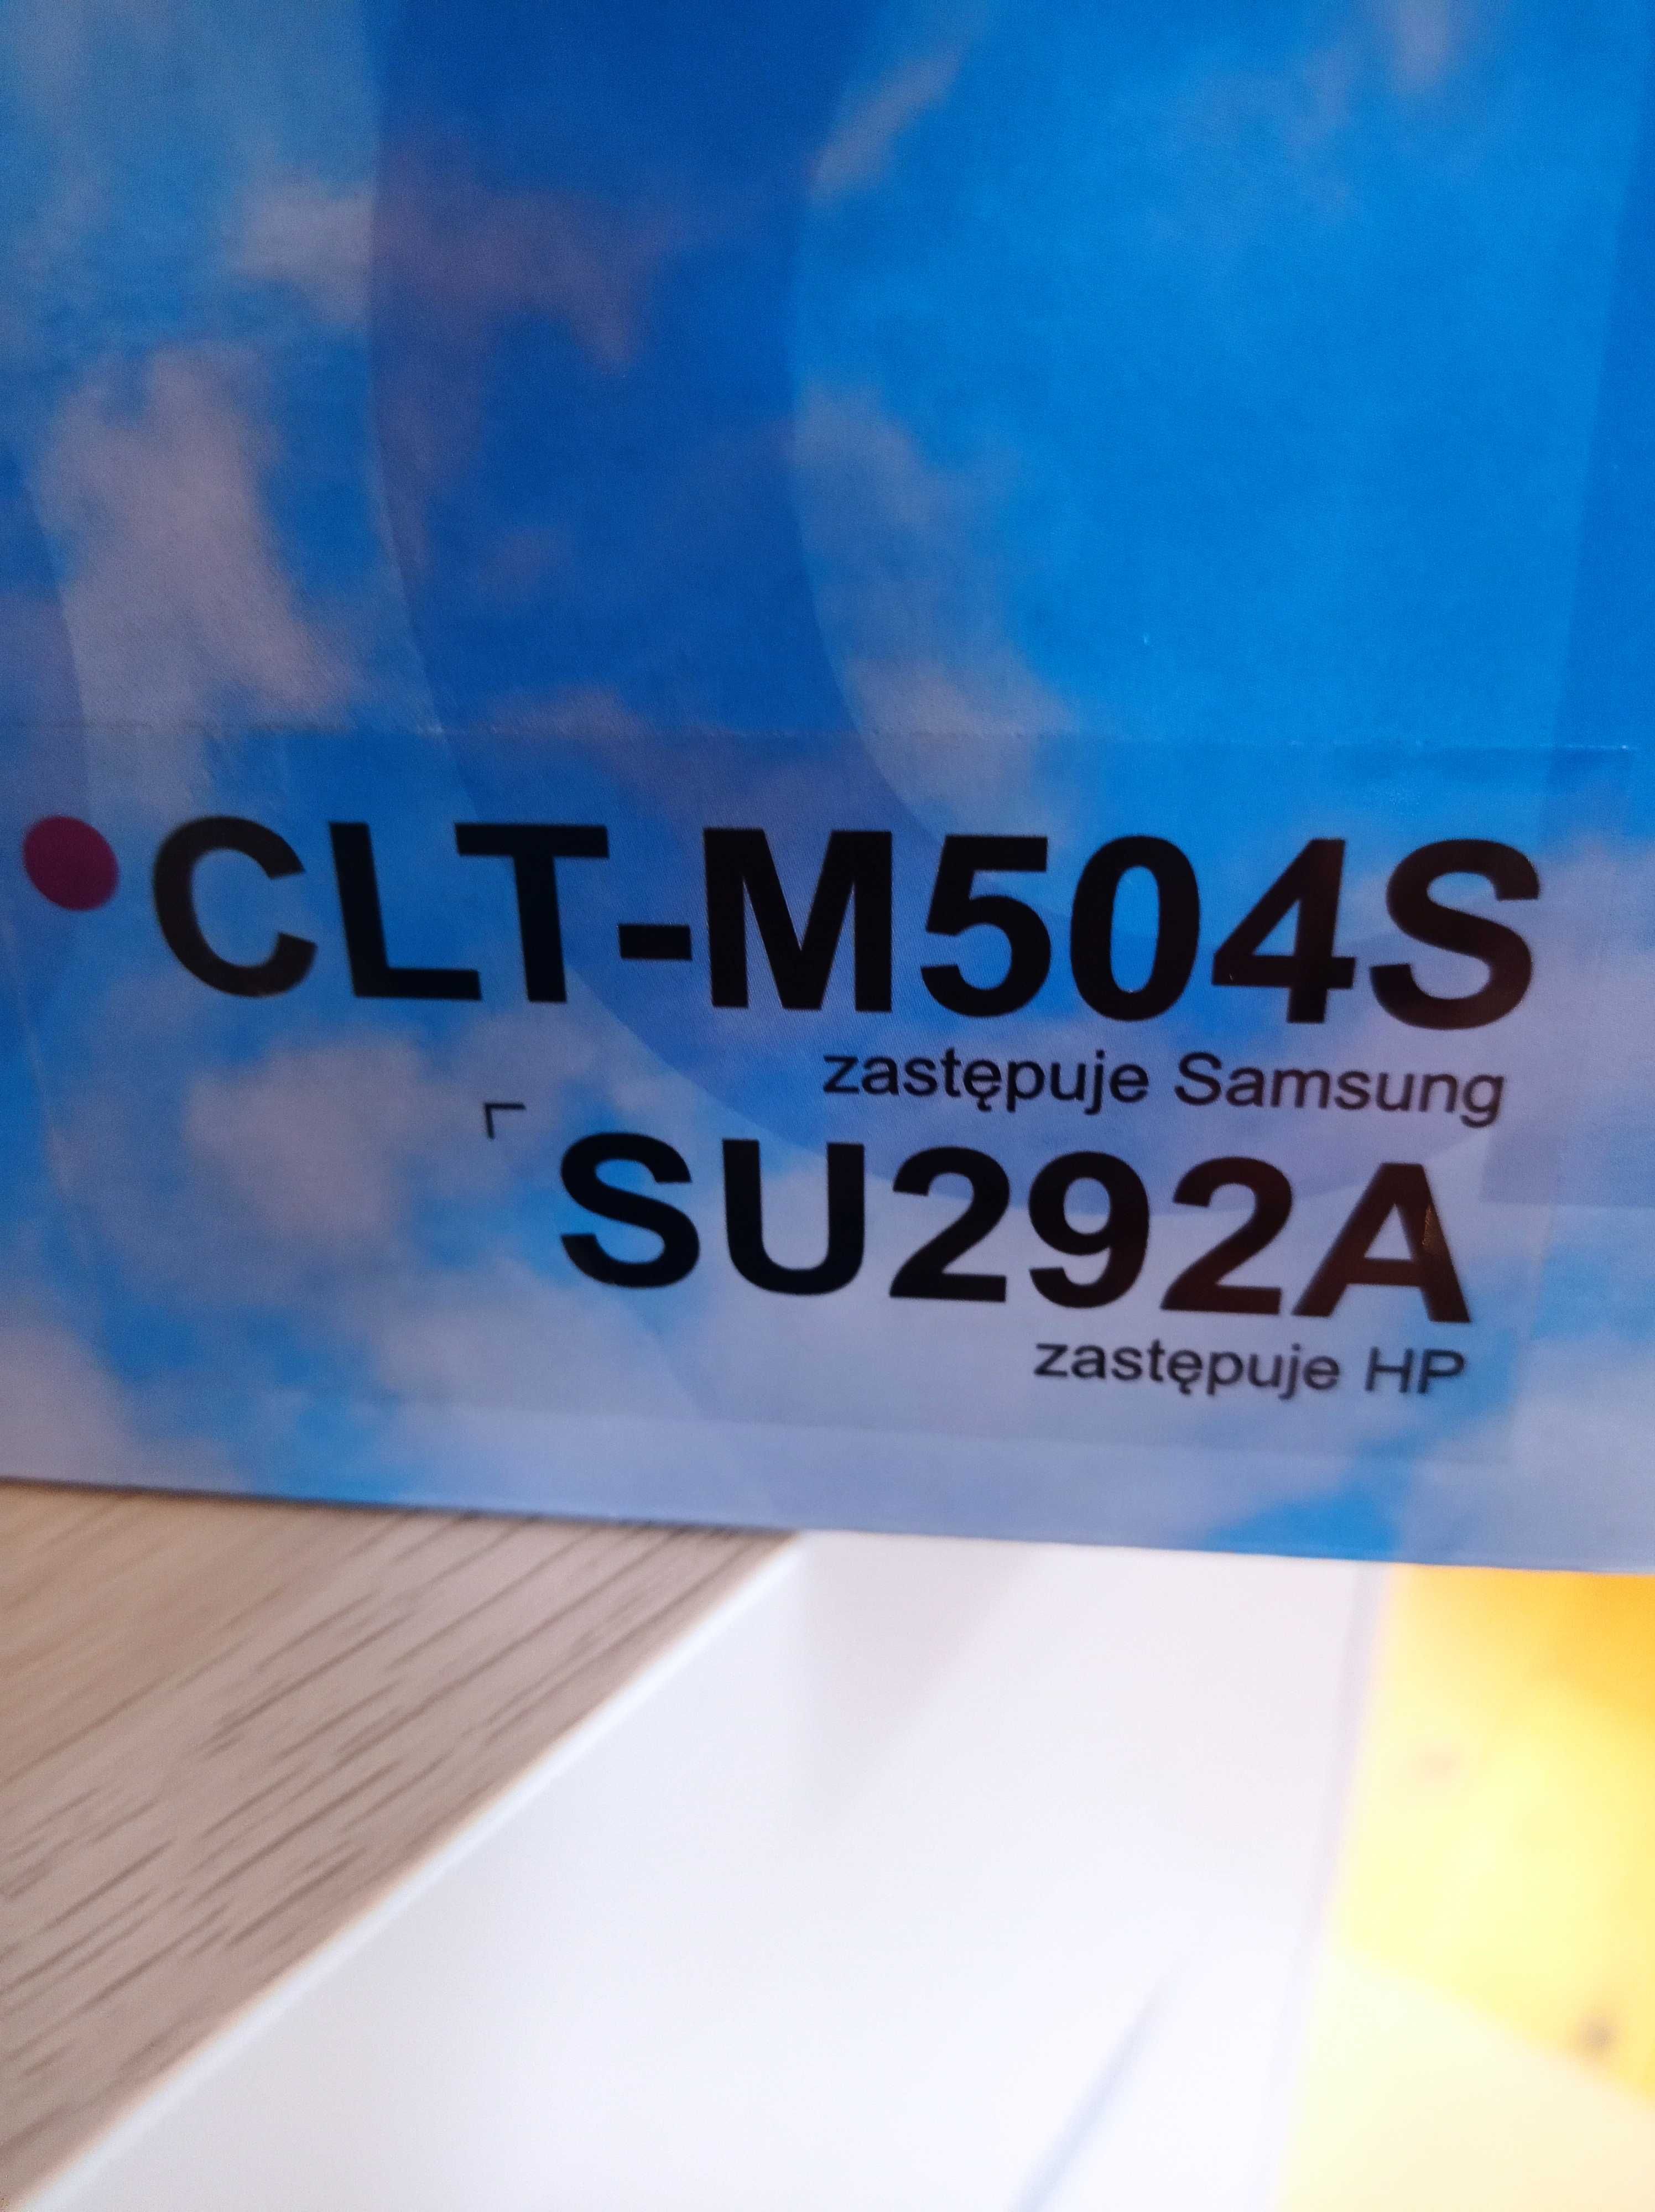 CLT-M504S
zastępuje Samsung
SU292A
zastępuje HP